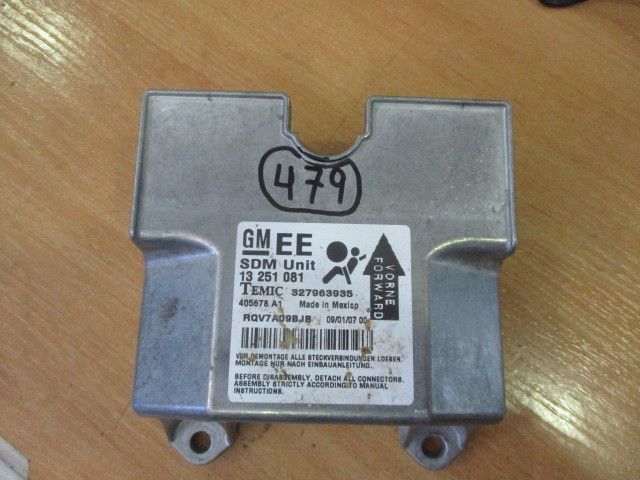 479
GM EE
SDM Unit
13 251 081
TEMIC 327963935
405678 A1 Made in Mexico
RQV7A09BJB 09/01/07 00
VORNE
FORWARD
VOR DEMONTAGE ALLE STECKVERBINDUNGEN LOESEN.
MONTAGE NUR NACH EINBAUANLEITUNG.
BEFORE DISASSEMBLY, DETACH ALL CONNECTORS.
ASSEMBLY STRICTLY ACCORDING TO MANUAL
INSTRUCTIONS.